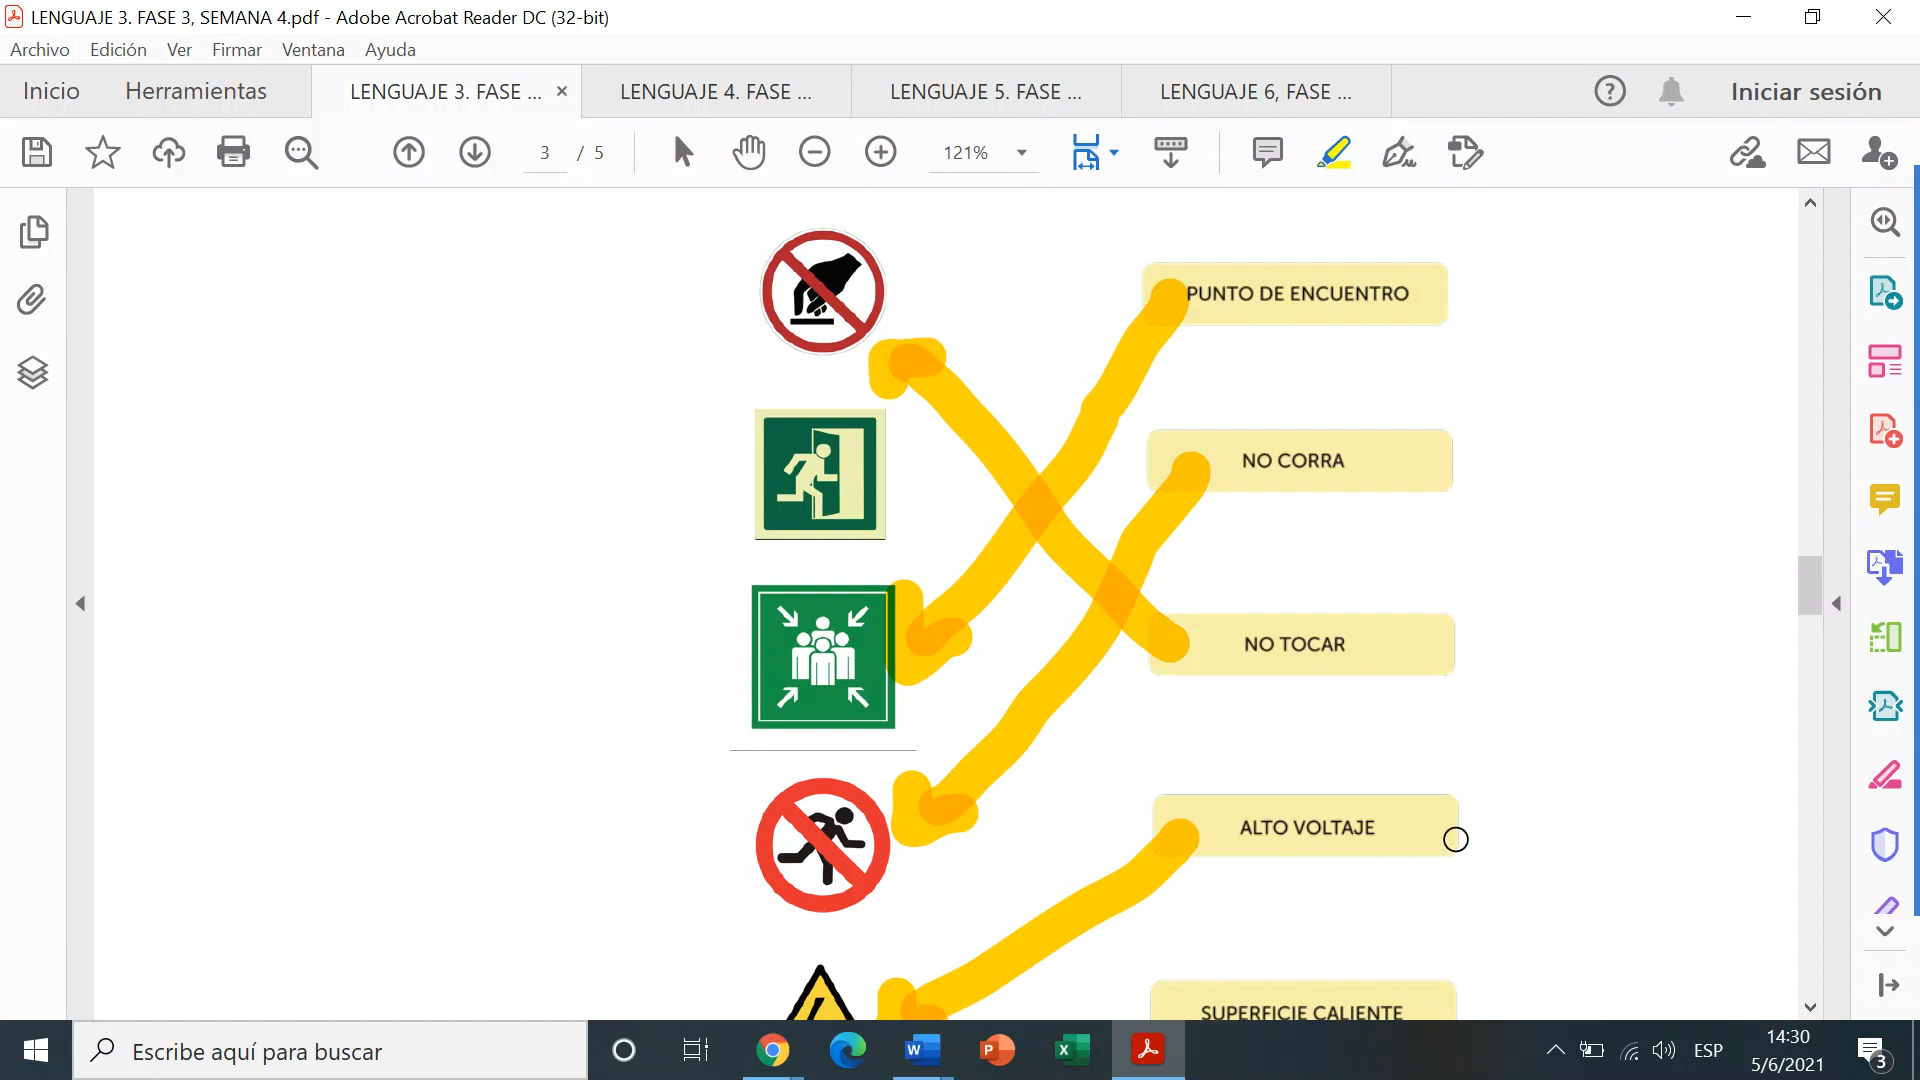 LENGUAJE 3. FASE 3, SEMANA 4.pdf - Adobe Acrobat Reader DC (32-bit)
Archivo Edición Ver Firmar Ventana Ayuda
Inicio Herramientas LENGUAJE 3. FASE ... × LENGUAJE 4. FASE ... LENGUAJE 5. FASE ... LENGUAJE 6, FASE ... Iniciar sesión
3 / 5 121%
PUNTO DE ENCUENTRO
NO CORRA
NO TOCAR
ALTO VOLTAJE
SUPERFICIE CALIENTE
Escribe aquí para buscar
ESP
14:30
5/6/2021
3